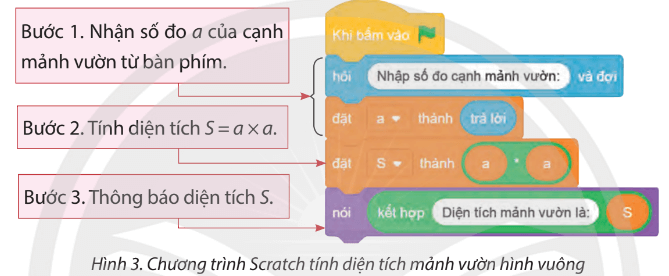 Bước 1. Nhận số đo a của cạnh
mảnh vườn từ bàn phím.
Bước 2. Tính diện tích S = a × a.
Bước 3. Thông báo diện tích S.
Khi bấm vào
hỏi Nhập số đo cạnh mảnh vườn: và đợi
đặt a thành trả lời
đặt S thành a * a
nói kết hợp Diện tích mảnh vườn là: S
Hình 3. Chương trình Scratch tính diện tích mảnh vườn hình vuông